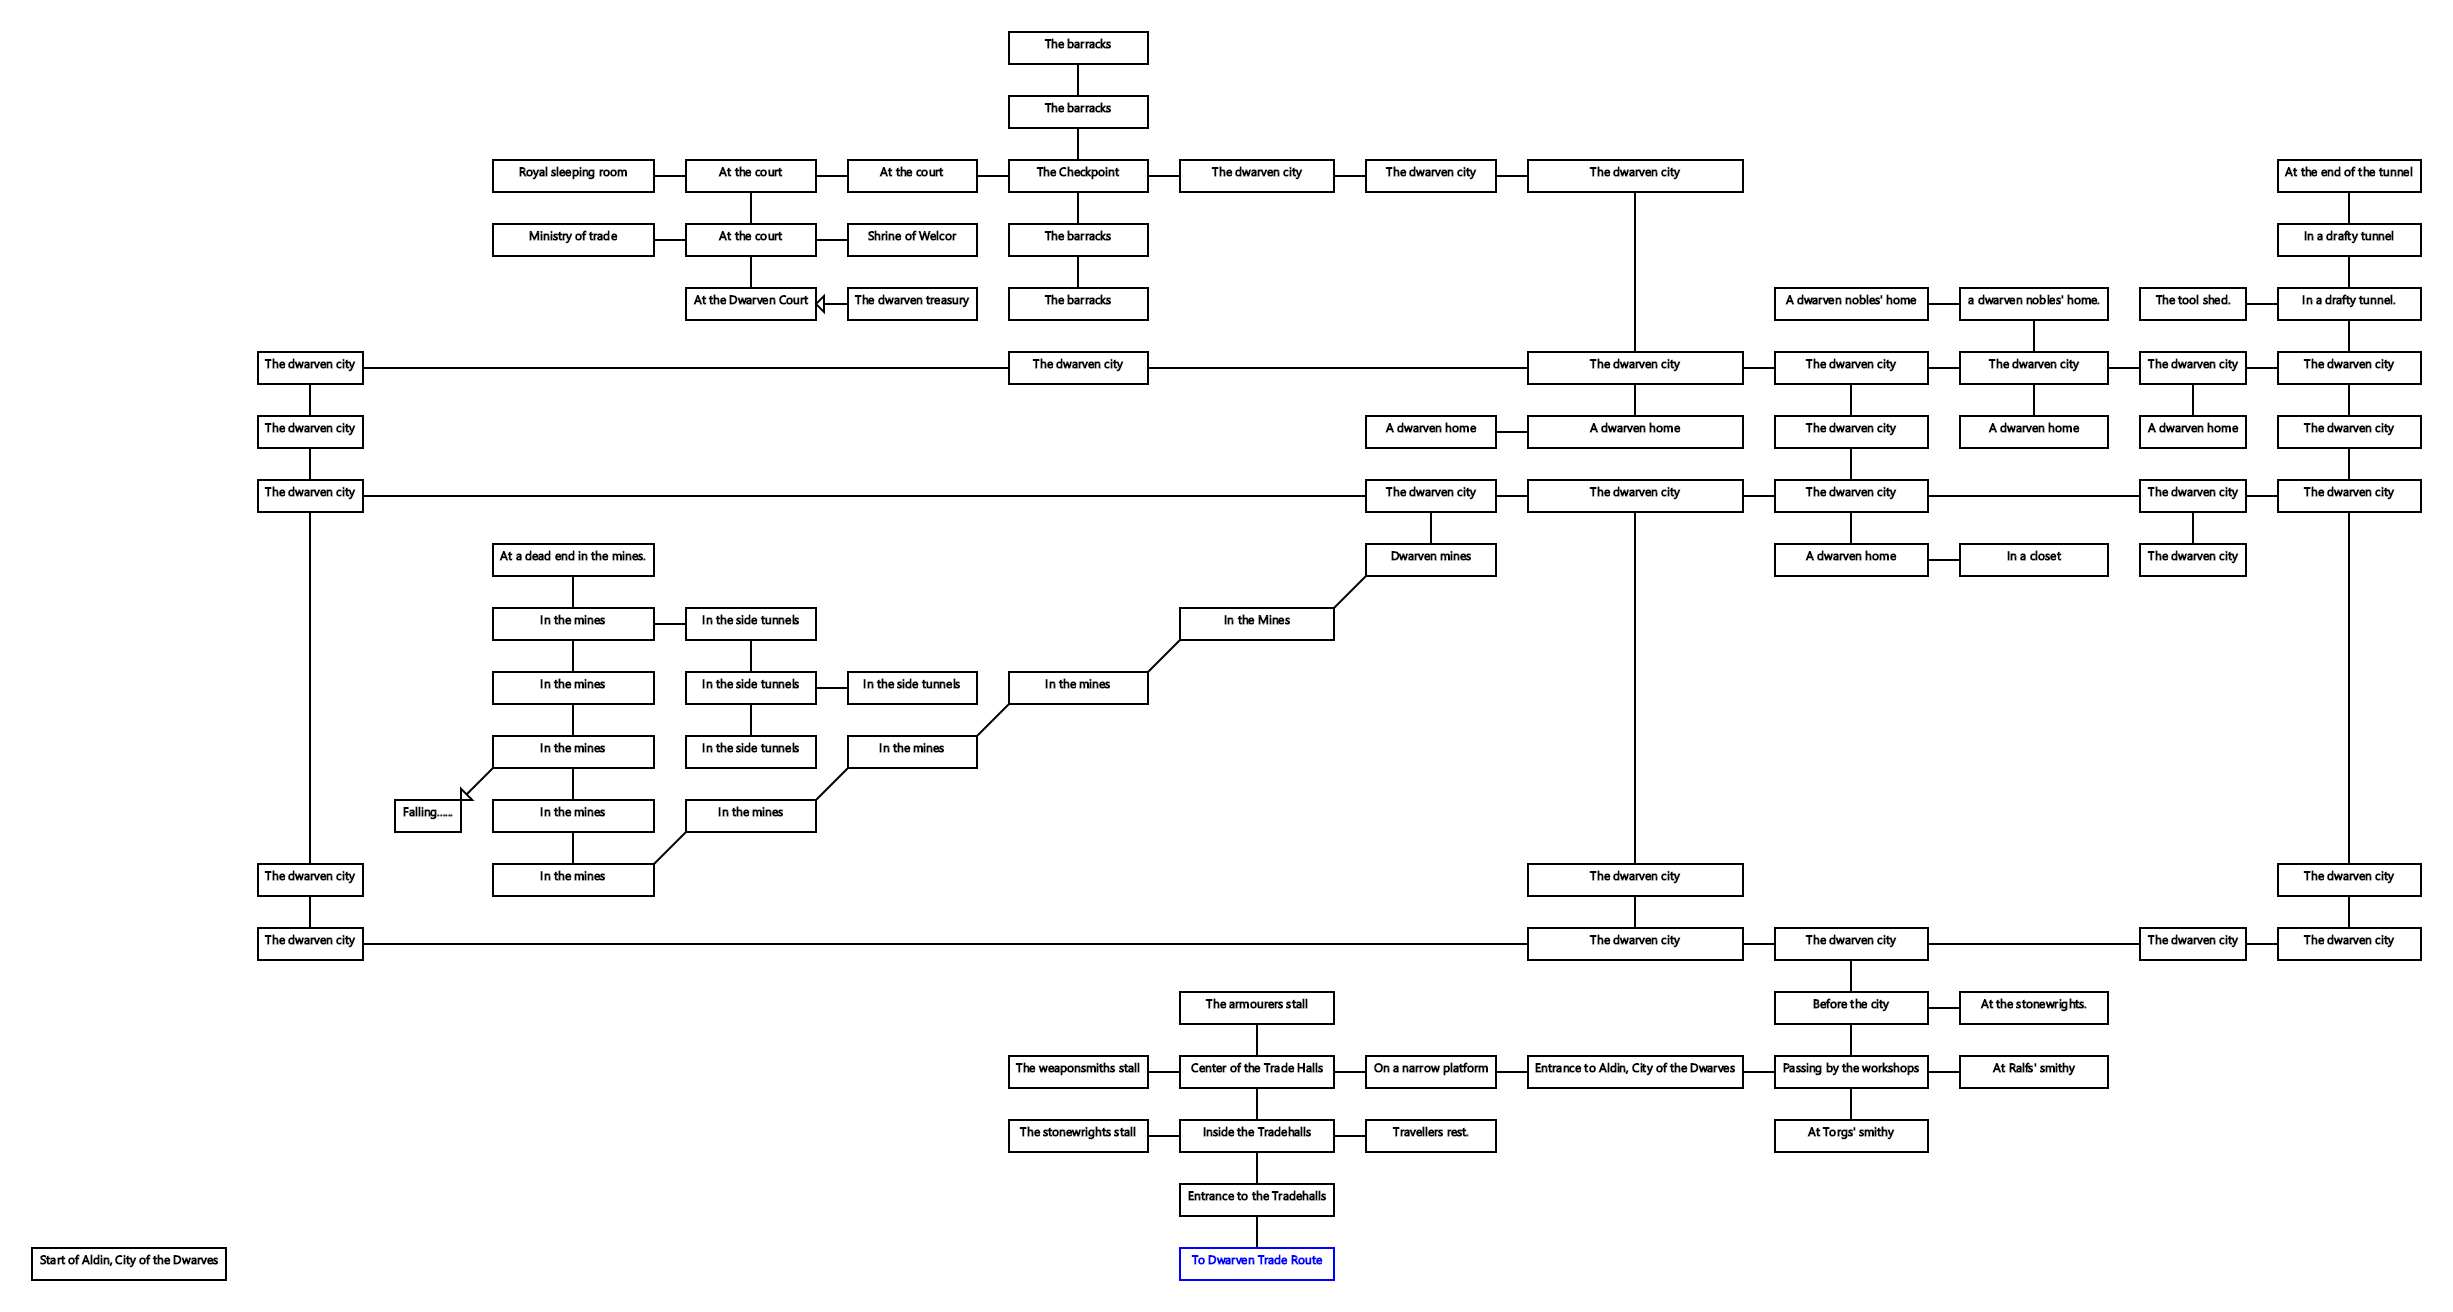 The barracks
The barracks
Royal sleeping room
At the court
At the court
The Checkpoint
The dwarven city
The dwarven city
The dwarven city
At the end of the tunnel
Ministry of trade
At the court
Shrine of Welcor
The barracks
In a drafty tunnel
At the Dwarven Court
The dwarven treasury
The barracks
A dwarven nobles' home
a dwarven nobles' home.
The tool shed.
In a drafty tunnel.
The dwarven city
The dwarven city
The dwarven city
The dwarven city
The dwarven city
The dwarven city
The dwarven city
The dwarven city
A dwarven home
A dwarven home
The dwarven city
A dwarven home
A dwarven home
The dwarven city
The dwarven city
The dwarven city
The dwarven city
The dwarven city
The dwarven city
The dwarven city
At a dead end in the mines.
Dwarven mines
A dwarven home
In a closet
The dwarven city
In the mines
In the side tunnels
In the Mines
In the mines
In the side tunnels
In the side tunnels
In the mines
In the mines
In the side tunnels
In the mines
Falling......
In the mines
In the mines
The dwarven city
In the mines
The dwarven city
The dwarven city
The dwarven city
The dwarven city
The dwarven city
The dwarven city
The dwarven city
The armourers stall
Before the city
At the stonewrights.
The weaponsmiths stall
Center of the Trade Halls
On a narrow platform
Entrance to Aldin, City of the Dwarves
Passing by the workshops
At Ralfs' smithy
The stonewrights stall
Inside the Tradehalls
Travellers rest.
At Torgs' smithy
Entrance to the Tradehalls
Start of Aldin, City of the Dwarves
To Dwarven Trade Route